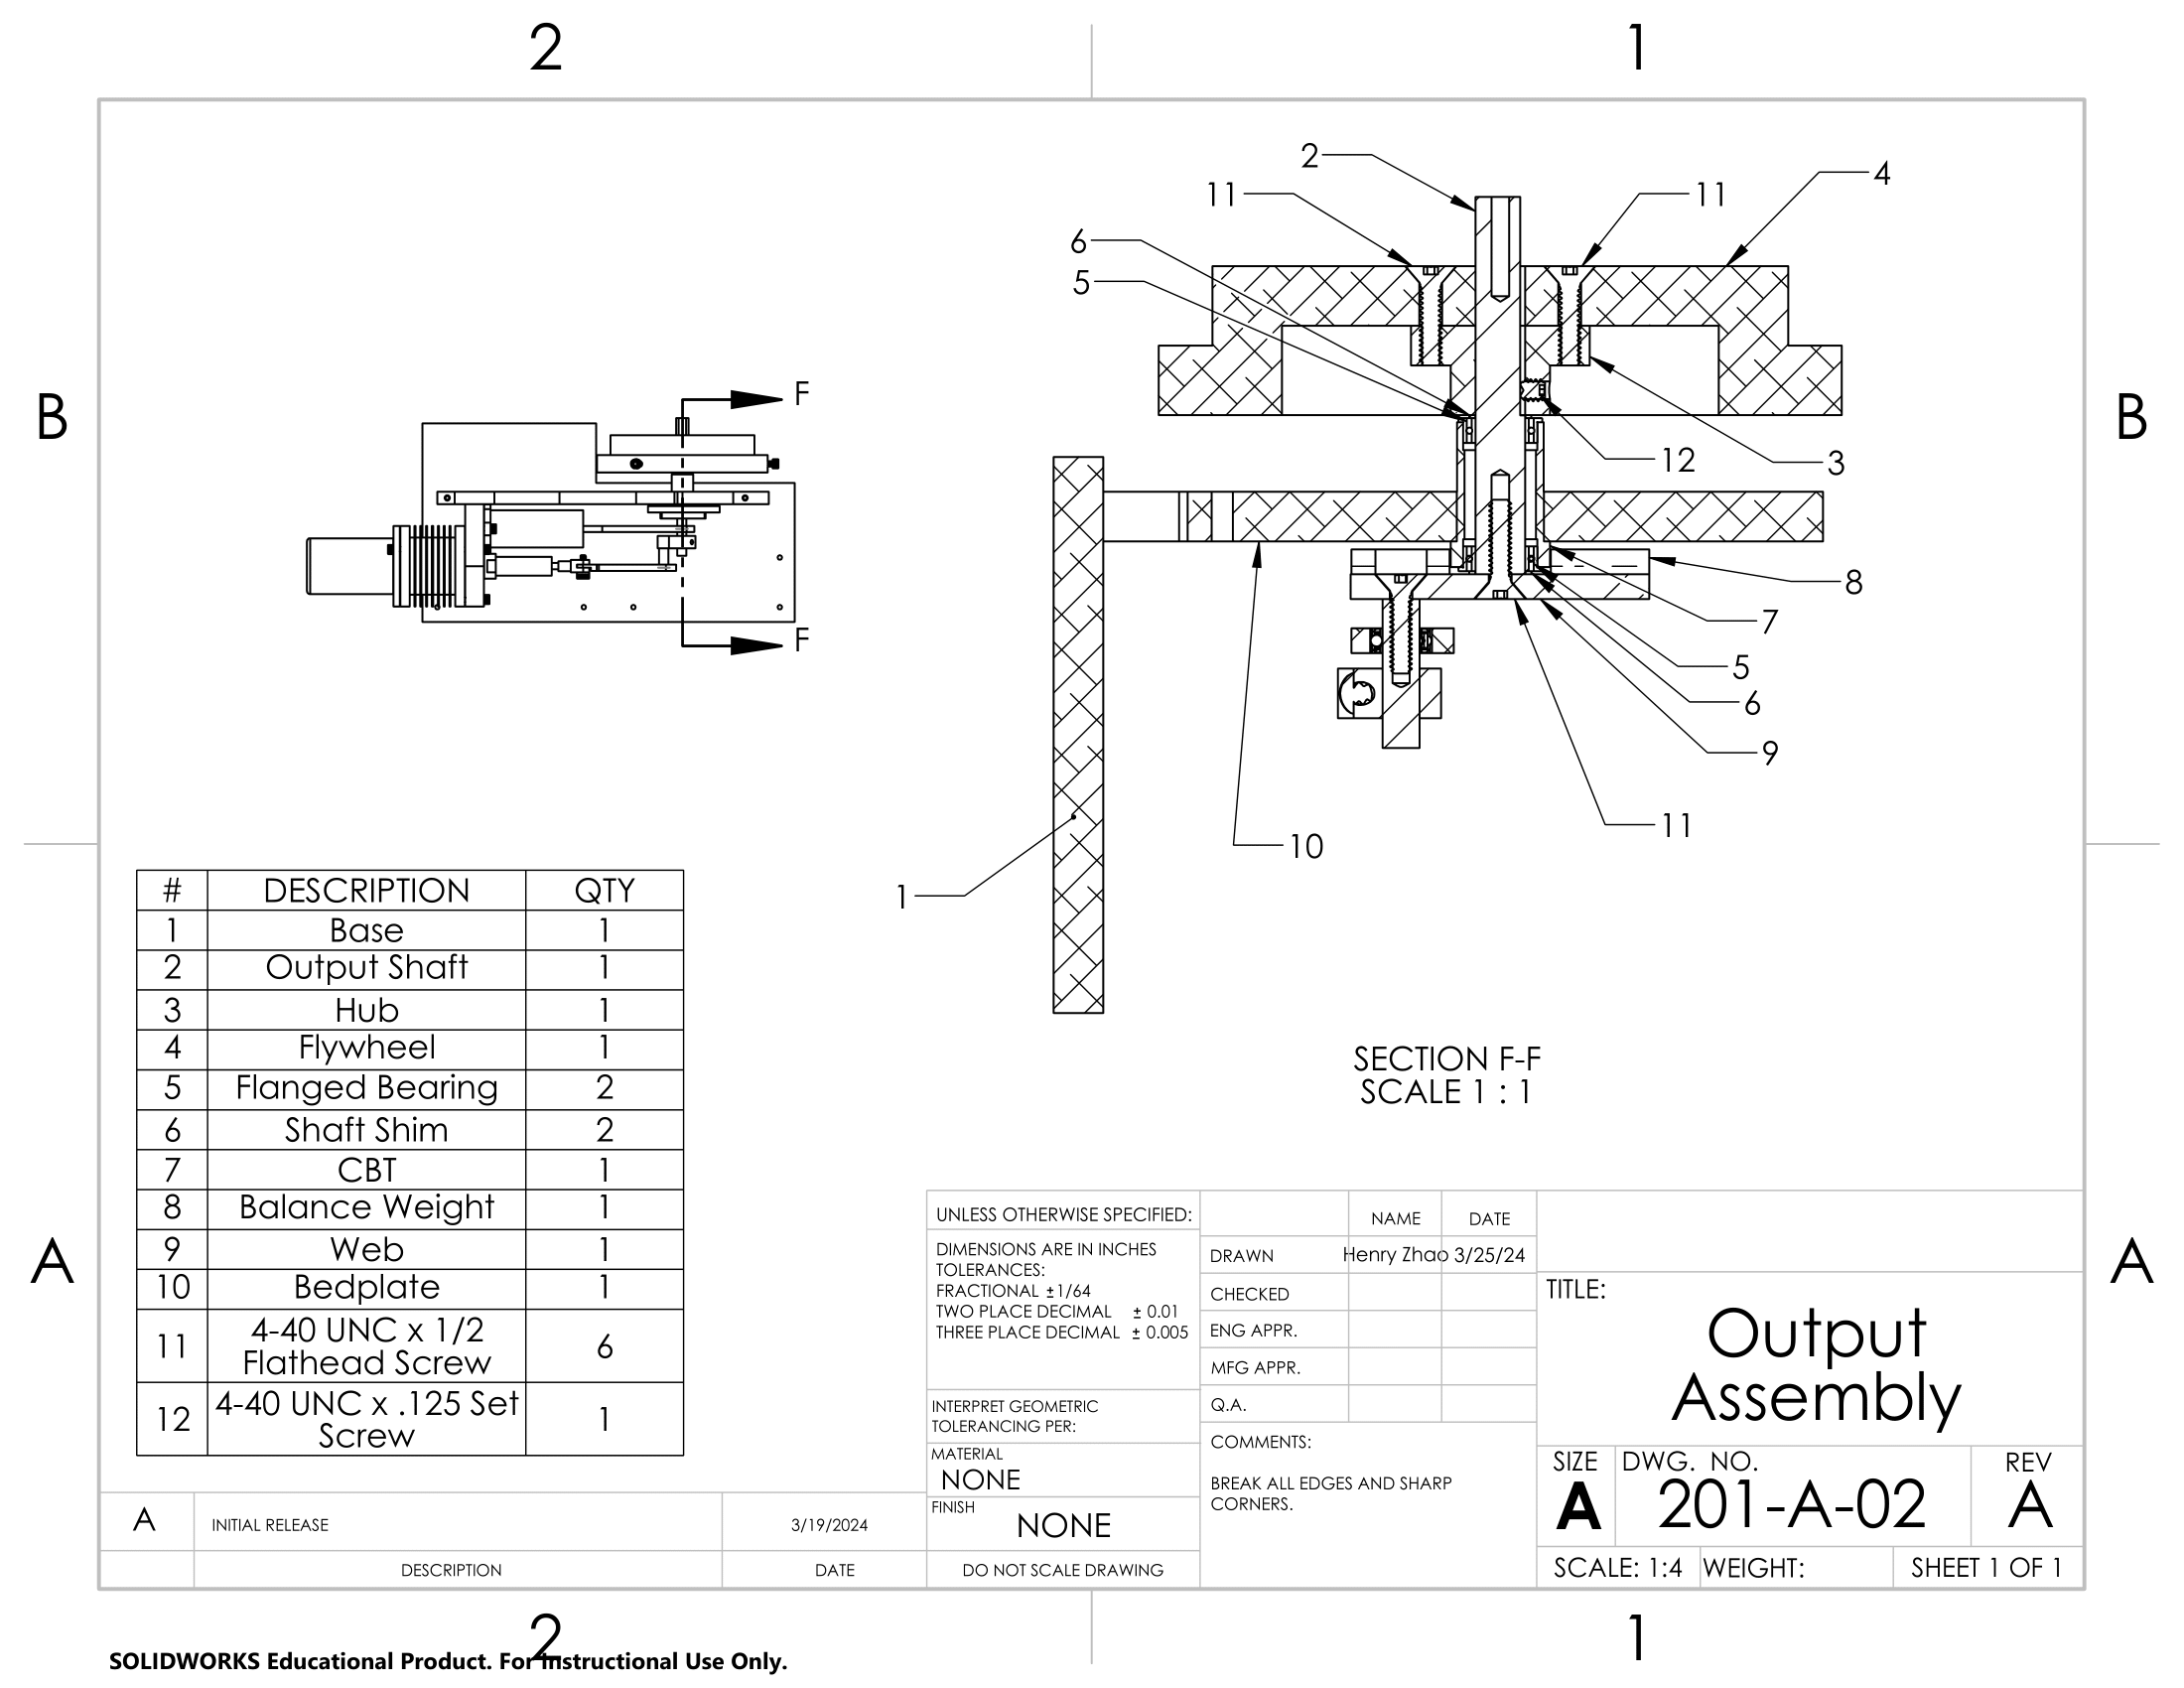 2 1
B B
A A
2
11 11 4
6
5
F
12 3
8
7
5
6
9
F
11
10
1
SECTION F-F
SCALE 1 : 1
# DESCRIPTION QTY
1 Base 1
2 Output Shaft 1
3 Hub 1
4 Flywheel 1
5 Flanged Bearing 2
6 Shaft Shim 2
7 CBT 1
8 Balance Weight 1
9 Web 1
10 Bedplate 1
11 4-40 UNC x 1/2 Flathead Screw 6
12 4-40 UNC x .125 Set Screw 1
A INITIAL RELEASE 3/19/2024
DESCRIPTION DATE
UNLESS OTHERWISE SPECIFIED:
DIMENSIONS ARE IN INCHES
TOLERANCES:
FRACTIONAL ±1/64
TWO PLACE DECIMAL ± 0.01
THREE PLACE DECIMAL ± 0.005
INTERPRET GEOMETRIC
TOLERANCING PER:
MATERIAL
NONE
FINISH
NONE
DO NOT SCALE DRAWING
NAME DATE
DRAWN Henry Zhao 3/25/24
CHECKED
ENG APPR.
MFG APPR.
Q.A.
COMMENTS:
BREAK ALL EDGES AND SHARP
CORNERS.
TITLE:
Output
Assembly
SIZE DWG. NO. REV
A 201-A-02 A
SCALE: 1:4 WEIGHT: SHEET 1 OF 1
2 1
SOLIDWORKS Educational Product. For Instructional Use Only.